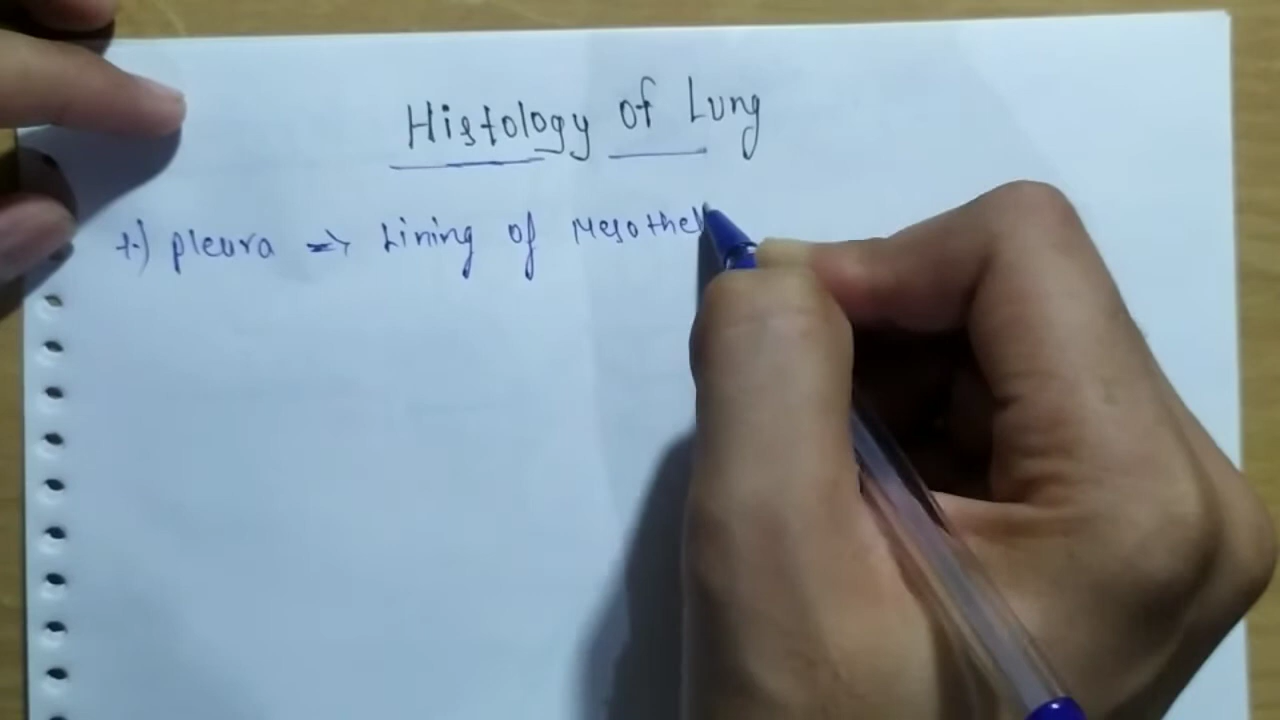 Histology of Lung
1.) pleura => Lining of Mesothel